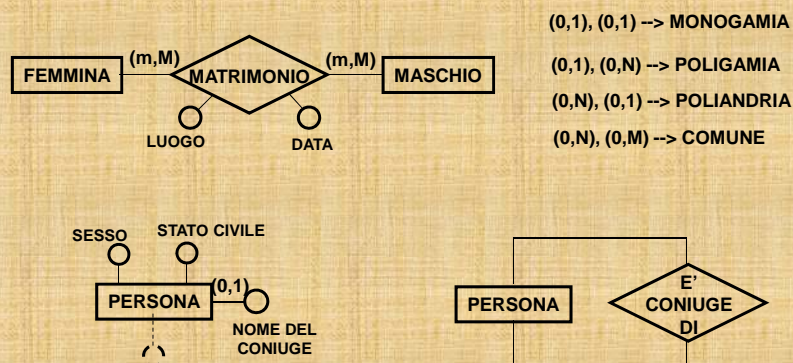 (0,1), (0,1) --> MONOGAMIA
(m,M)
(m,M)
FEMMINA
MATRIMONIO
MASCHIO
(0,1), (0,N) --> POLIGAMIA
(0,N), (0,1) --> POLIANDRIA
LUOGO
DATA
(0,N), (0,M) --> COMUNE
SESSO
STATO CIVILE
(0,1)
PERSONA
NOME DEL
CONIUGE
PERSONA
E'
CONIUGE
DI